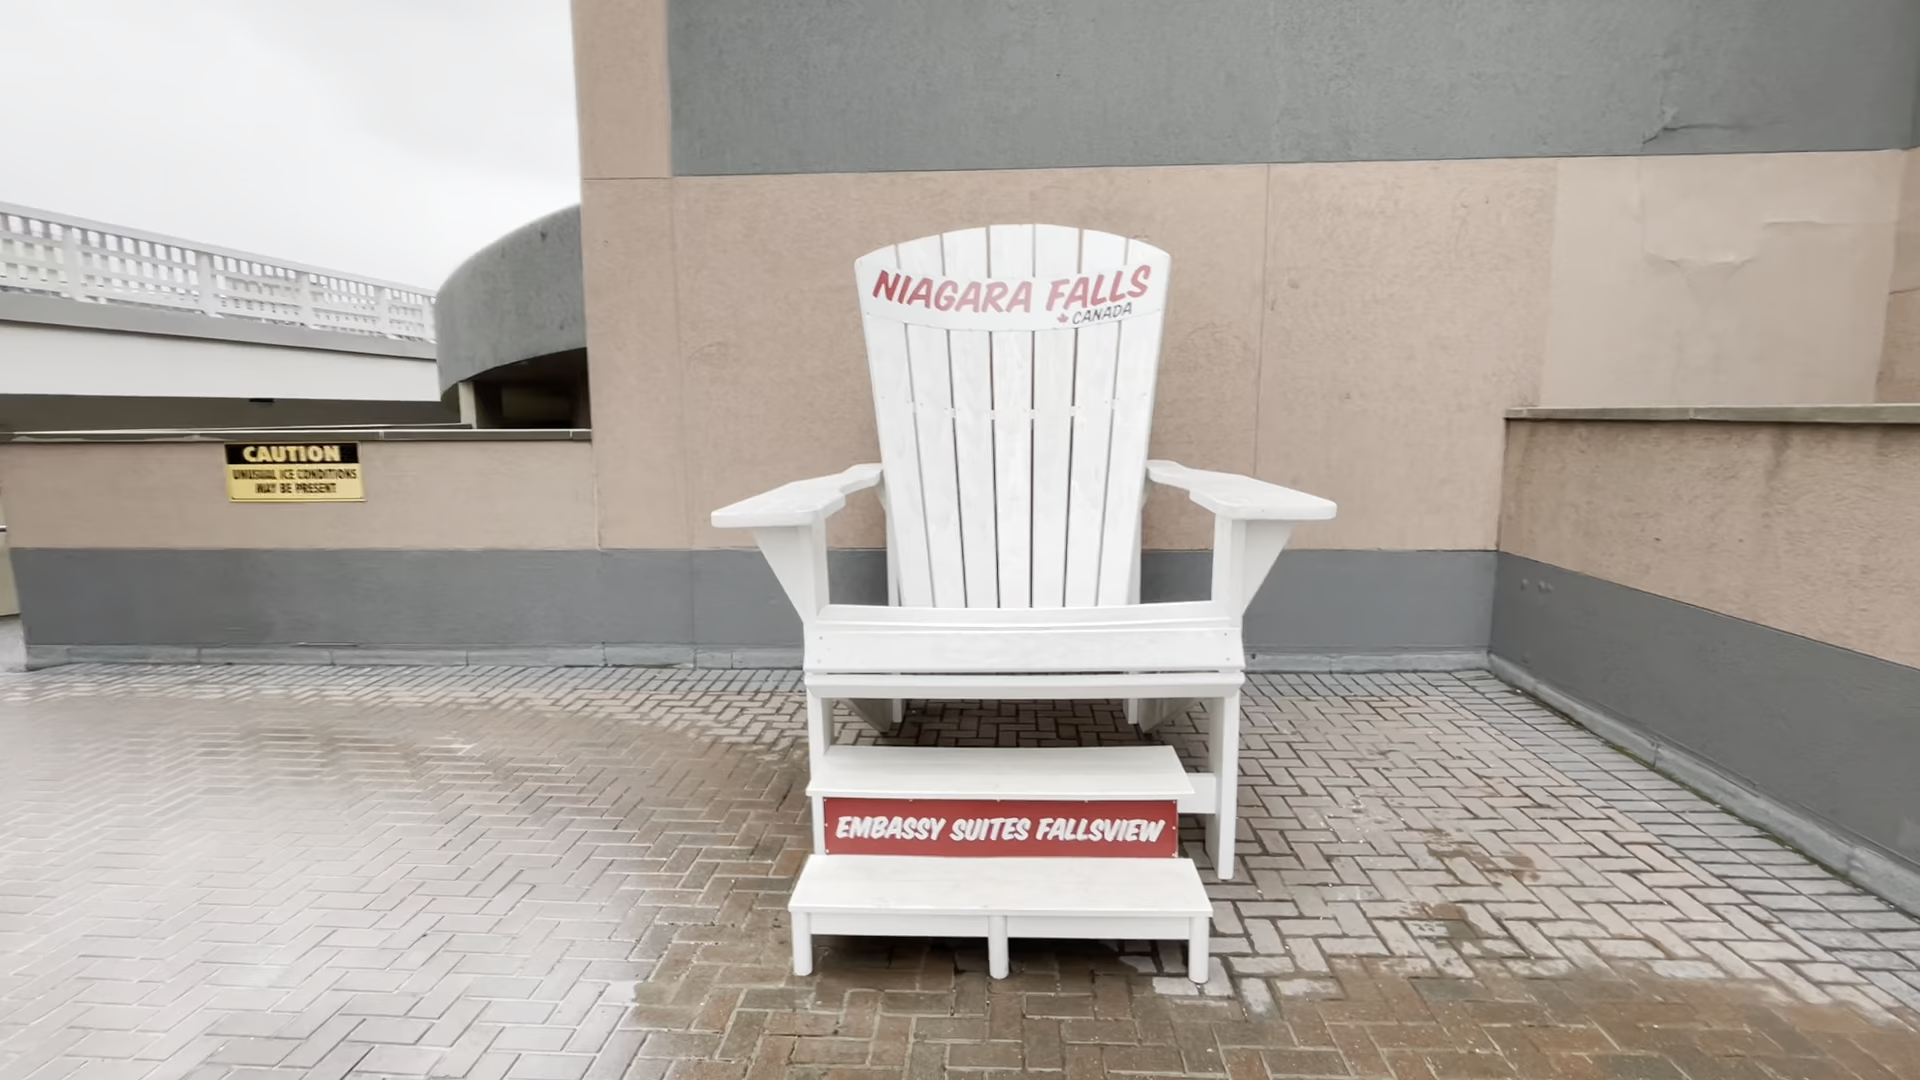 NIAGARA FALLS
CANADA
CAUTION
UNUSUAL ICE CONDITIONS
MAY BE PRESENT
EMBASSY SUITES FALLSVIEW